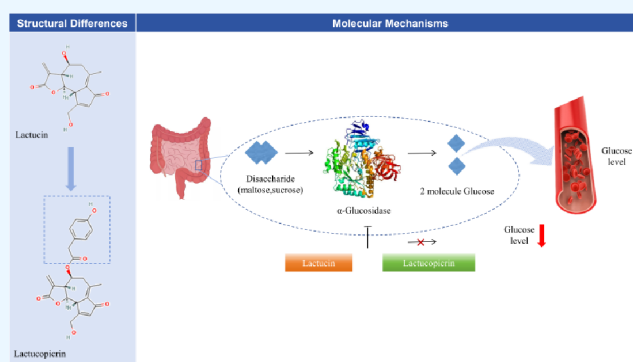 Structural Differences
Molecular Mechanisms
Lactucin
Lactucopicrin
Disaccharide
(maltose,sucrose)
α-Glucosidase
2 molecule Glucose
Glucose
level
Glucose
level
Lactucin
Lactucopicrin